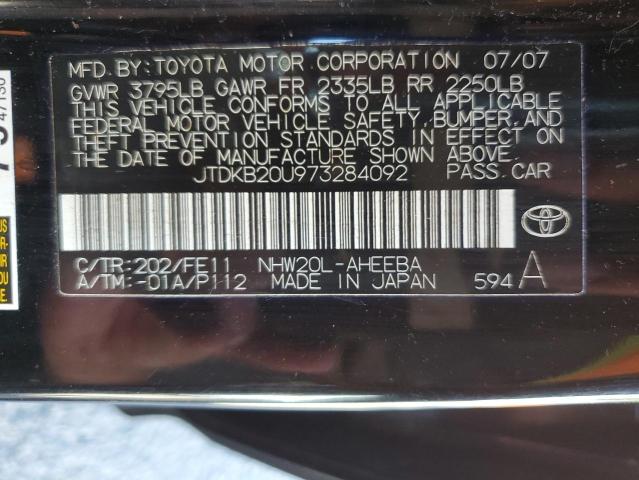 MFD.BY:TOYOTA MOTOR CORPORATION 07/07
GVWR 3795LB GAWR FR 2335LB RR 2250LB
THIS VEHICLE CONFORMS TO ALL APPLICABLE
FEDERAL MOTOR VEHICLE SAFETY,BUMPER,AND
THEFT PREVENTION STANDARDS IN EFFECT ON
THE DATE OF MANUFACTURE SHOWN ABOVE.
JTDKB20U973284092 PASS.CAR
C/TR:202/FE11 NHW20L-AHEEBA
A/TM:-01A/P112 MADE IN JAPAN 594 A